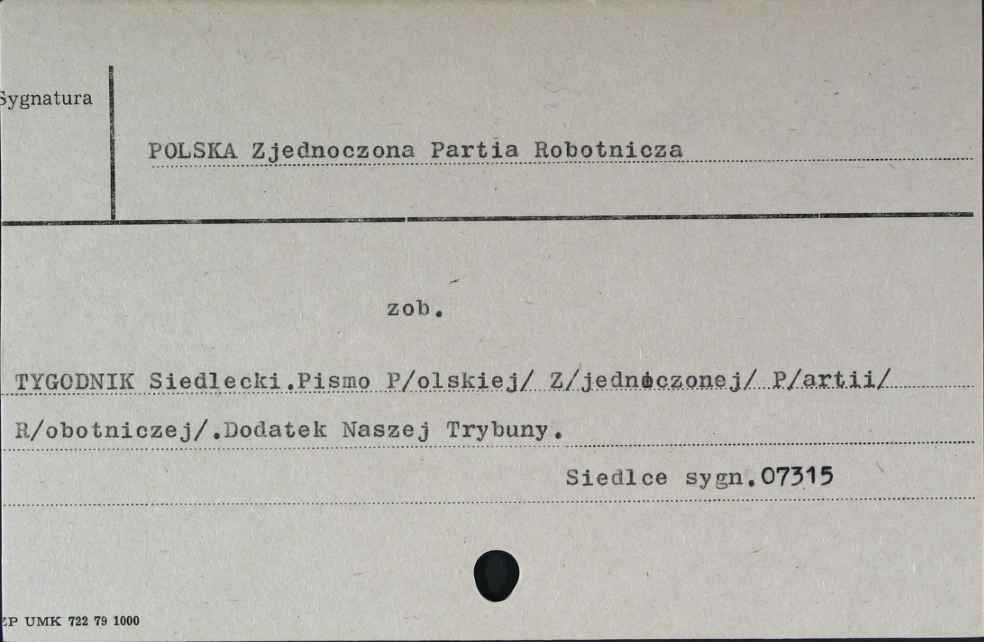 Sygnatura
POLSKA Zjednoczona Partia Robotnicza
zob.
TYGODNIK Siedlecki.Pismo P/olskiej/ Z/jednoczonej/ P/artii/
R/obotniczej/.Dodatek Naszej Trybuny.
Siedlce sygn.07315
ZP UMK 722 79 1000